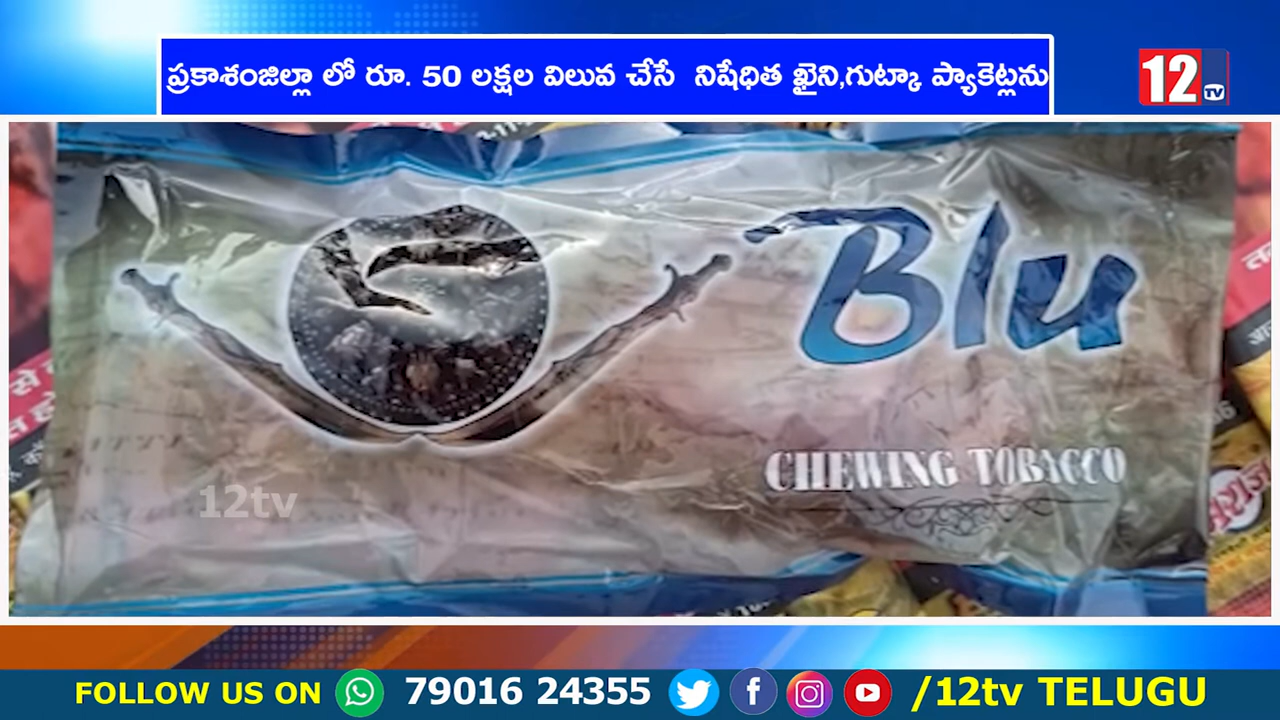 ప్రకాశంజిల్లా లో రూ. 50 లక్షల విలువ చేసే నిషేధిత ఖైని,గుట్కా ప్యాకెట్లను
12
TV
Blu
CHEWING TOBACCO
12tv
FOLLOW US ON 79016 24355 /12tv TELUGU